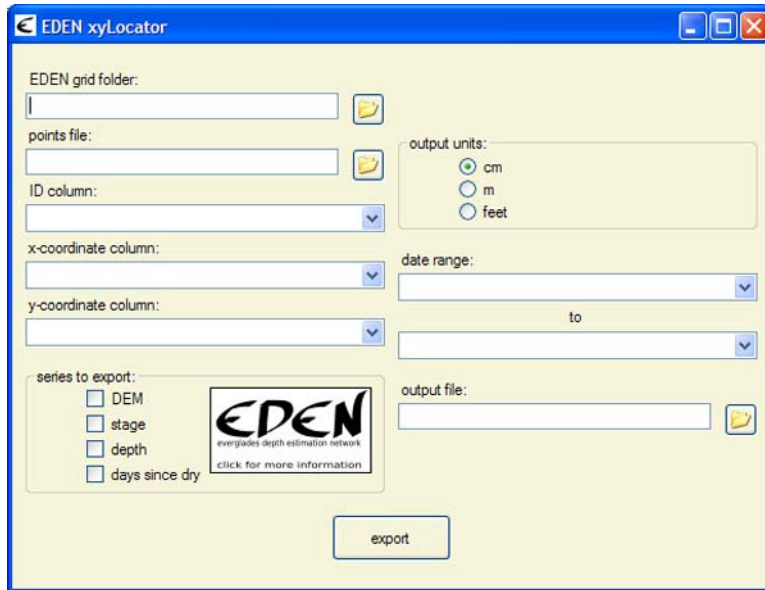 EDEN xyLocator
EDEN grid folder:
points file:
ID column:
x-coordinate column:
y-coordinate column:
series to export:
DEM
stage
depth
days since dry
EDEN
everglades depth estimation network
click for more information
output units:
cm
m
feet
date range:
to
output file:
export